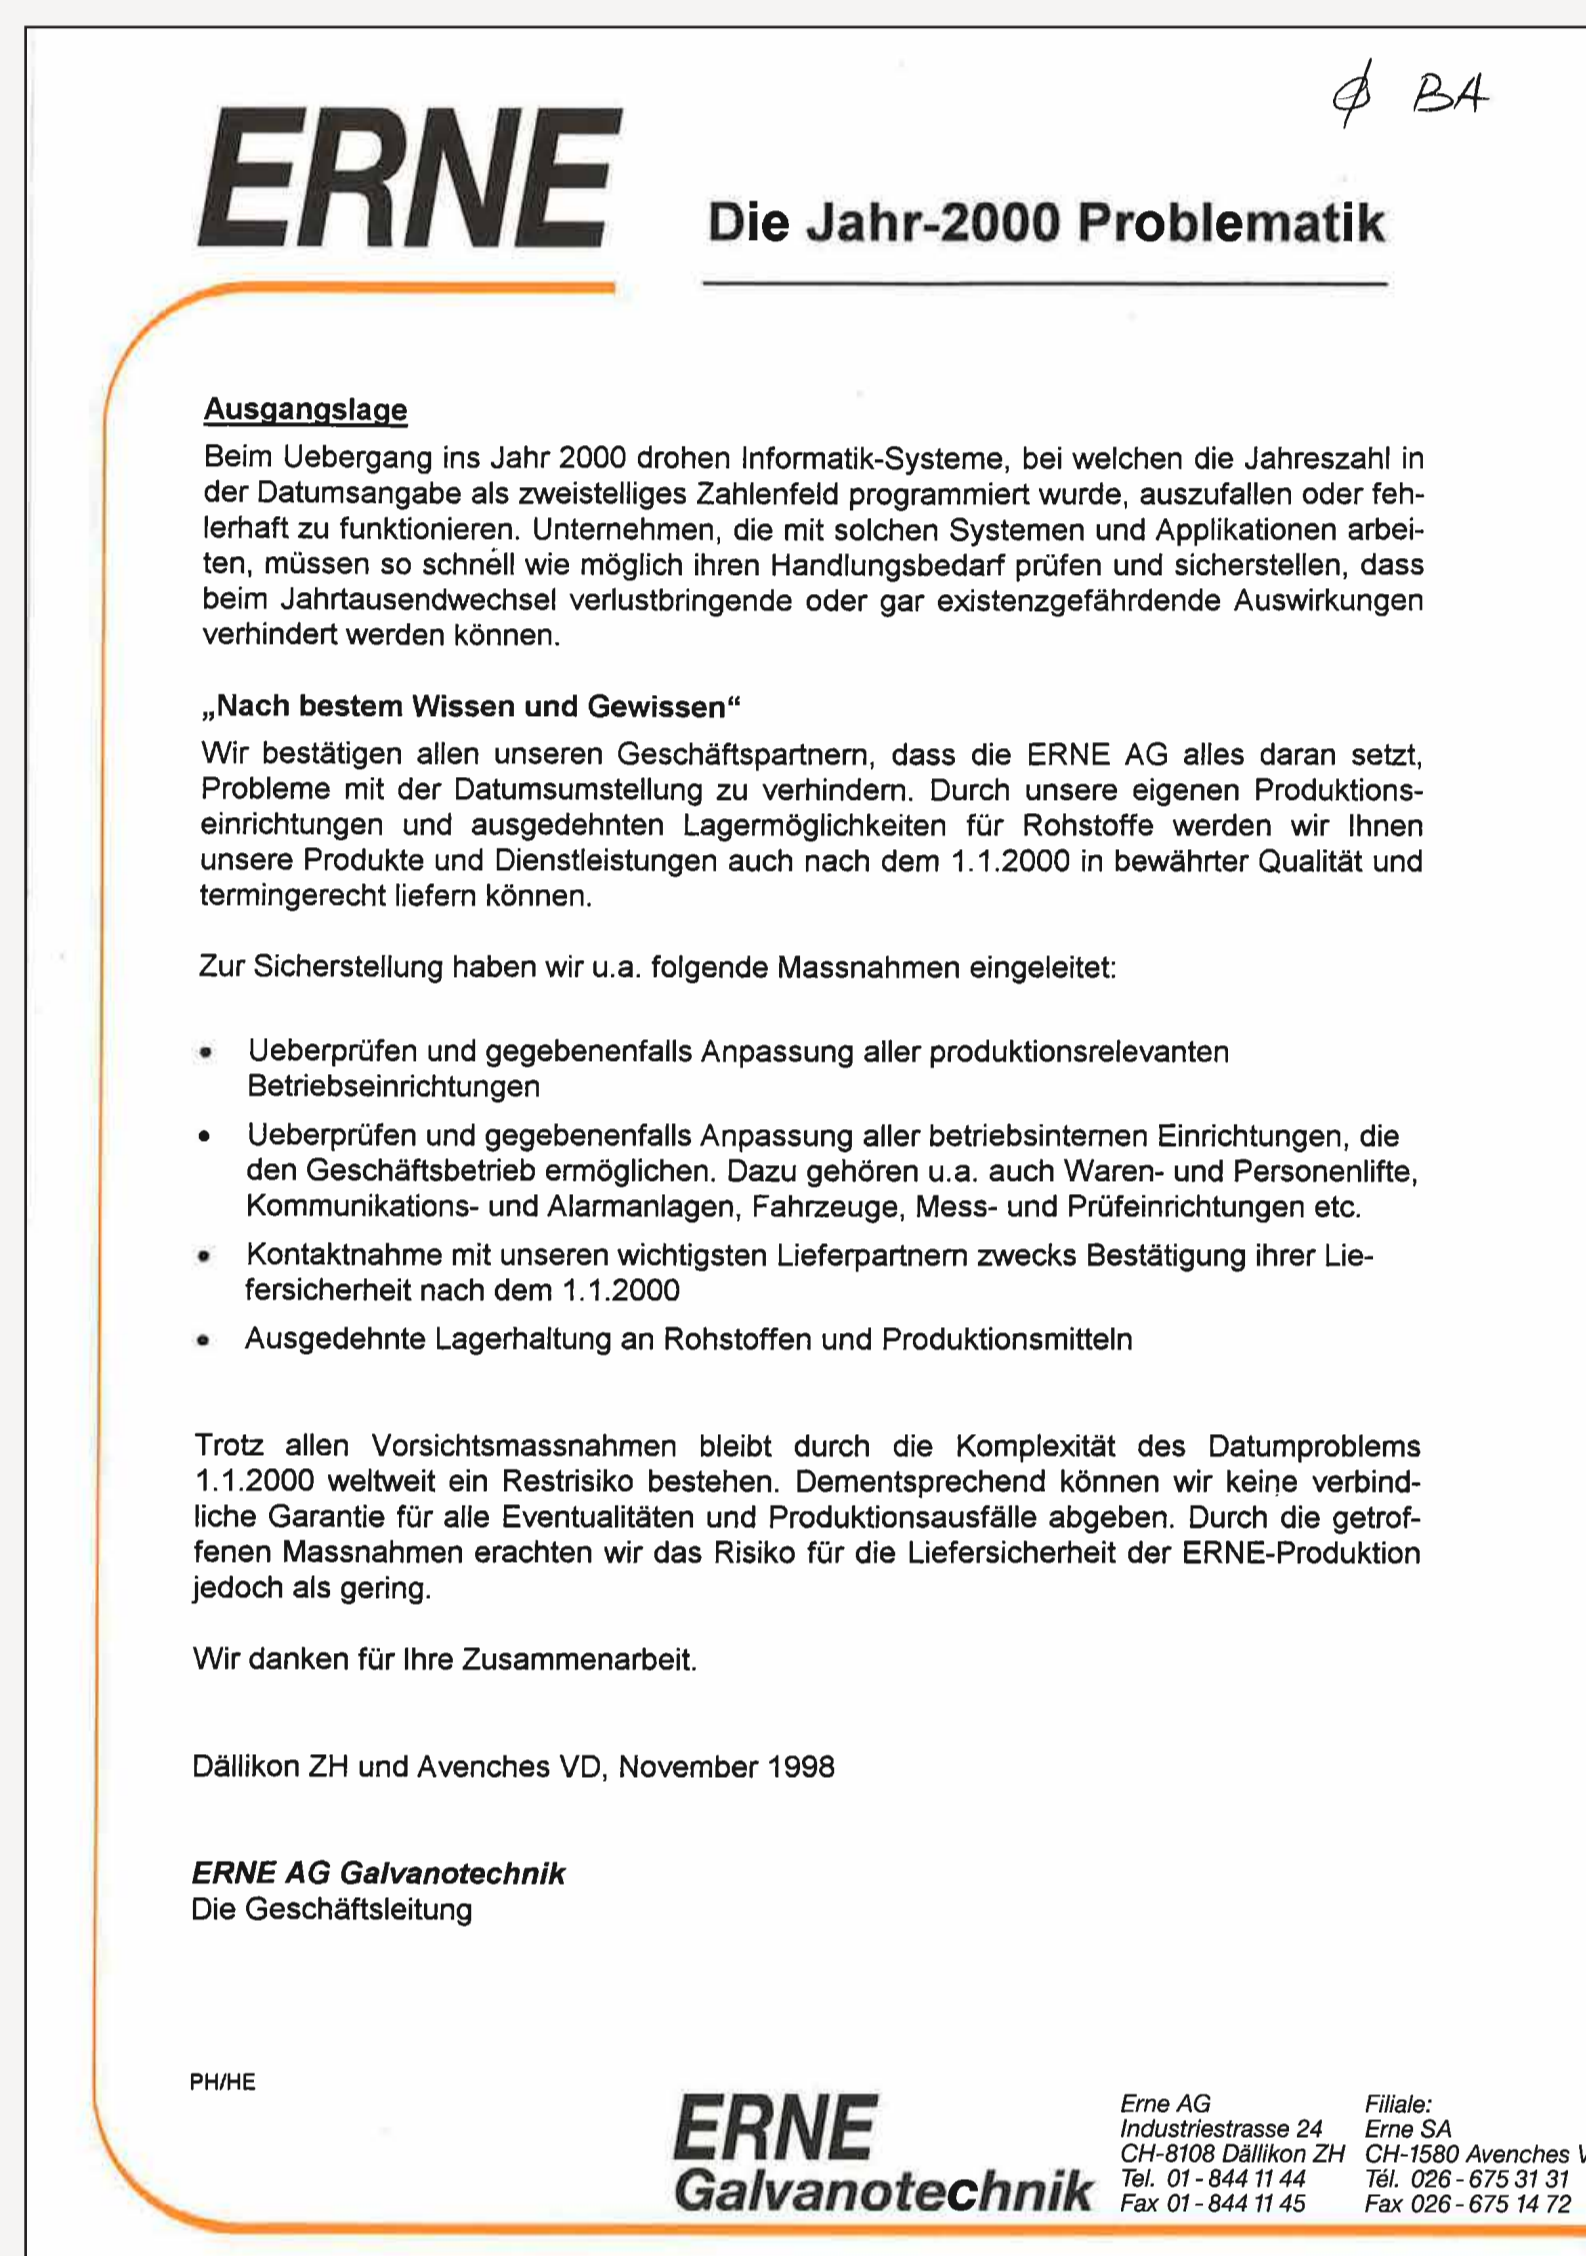 ø BA
ERNE
Die Jahr-2000 Problematik
Ausgangslage
Beim Uebergang ins Jahr 2000 drohen Informatik-Systeme, bei welchen die Jahreszahl in
der Datumsangabe als zweistelliges Zahlenfeld programmiert wurde, auszufallen oder feh-
lerhaft zu funktionieren. Unternehmen, die mit solchen Systemen und Applikationen arbei-
ten, müssen so schnell wie möglich ihren Handlungsbedarf prüfen und sicherstellen, dass
beim Jahrtausendwechsel verlustbringende oder gar existenzgefährdende Auswirkungen
verhindert werden können.
„Nach bestem Wissen und Gewissen“
Wir bestätigen allen unseren Geschäftspartnern, dass die ERNE AG alles daran setzt,
Probleme mit der Datumsumstellung zu verhindern. Durch unsere eigenen Produktions-
einrichtungen und ausgedehnten Lagermöglichkeiten für Rohstoffe werden wir Ihnen
unsere Produkte und Dienstleistungen auch nach dem 1.1.2000 in bewährter Qualität und
termingerecht liefern können.
Zur Sicherstellung haben wir u.a. folgende Massnahmen eingeleitet:
• Ueberprüfen und gegebenenfalls Anpassung aller produktionsrelevanten
Betriebseinrichtungen
• Ueberprüfen und gegebenenfalls Anpassung aller betriebsinternen Einrichtungen, die
den Geschäftsbetrieb ermöglichen. Dazu gehören u.a. auch Waren- und Personenlifte,
Kommunikations- und Alarmanlagen, Fahrzeuge, Mess- und Prüfeinrichtungen etc.
• Kontaktnahme mit unseren wichtigsten Lieferpartnern zwecks Bestätigung ihrer Lie-
fersicherheit nach dem 1.1.2000
• Ausgedehnte Lagerhaltung an Rohstoffen und Produktionsmitteln
Trotz allen Vorsichtsmassnahmen bleibt durch die Komplexität des Datumproblems
1.1.2000 weltweit ein Restrisiko bestehen. Dementsprechend können wir keine verbind-
liche Garantie für alle Eventualitäten und Produktionsausfälle abgeben. Durch die getrof-
fenen Massnahmen erachten wir das Risiko für die Liefersicherheit der ERNE-Produktion
jedoch als gering.
Wir danken für Ihre Zusammenarbeit.
Dällikon ZH und Avenches VD, November 1998
ERNE AG Galvanotechnik
Die Geschäftsleitung
PH/HE
ERNE
Galvanotechnik
Erne AG
Industriestrasse 24
CH-8108 Dällikon ZH
Tel. 01-844 11 44
Fax 01-844 11 45
Filiale:
Erne SA
CH-1580 Avenches
Tél. 026-675 31 31
Fax 026-675 14 72